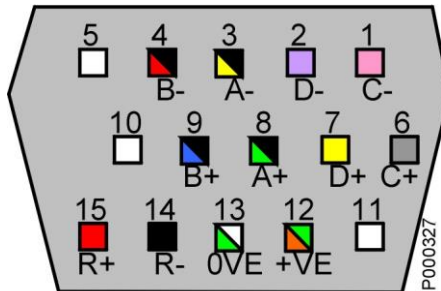 5 4 3 2 1
B- A- D- C-
10 9 8 7 6
B+ A+ D+ C+
15 14 13 12 11
R+ R- 0VE +VE
P000327